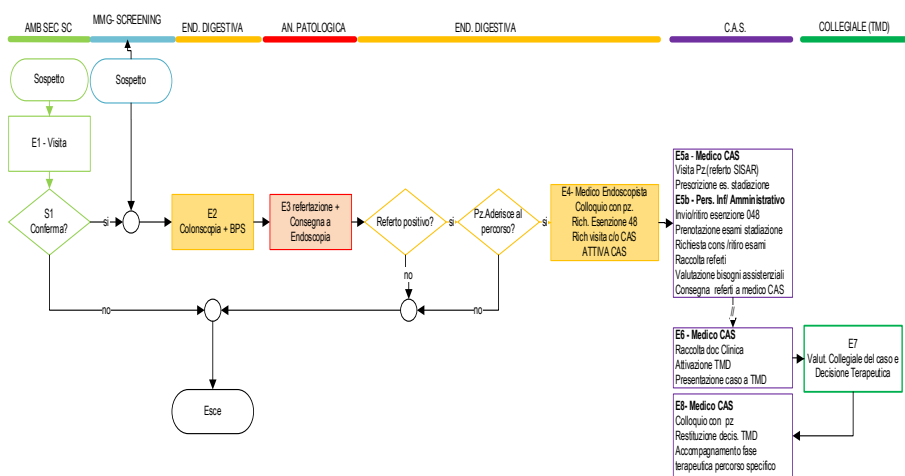 AMB SEC SC
MMG- SCREENING
END. DIGESTIVA
AN. PATOLOGICA
END. DIGESTIVA
C.A.S.
COLLEGIALE (TMD)
Sospetto
Sospetto
E1 - Visita
S1
Conferma?
si
E2
Colonscopia + BPS
E3 refertazione +
Consegna a
Endoscopia
Referto positivo?
si
Pz.Aderisce al
percorso?
si
E4- Medico Endoscopista
Colloquio con pz.
Rich. Esenzione 48
Rich visita c/o CAS
ATTIVA CAS
E5a - Medico CAS
Visita Pz.(referto SISAR)
Prescrizione es. stadiazione
E5b - Pers. Inf/ Amministrativo
Invio/ritiro esenzione 048
Prenotazione esami stadiazione
Richiesta cons /ritiro esami
Raccolta referti
Valutazione bisogni assistenziali
Consegna referti a medico CAS
no
no
no
//
E6 - Medico CAS
Raccolta doc Clinica
Attivazione TMD
Presentazione caso a TMD
E7
Valut. Collegiale del caso e
Decisione Terapeutica
Esce
E8- Medico CAS
Colloquio con pz
Restituzione decis. TMD
Accompagnamento fase
terapeutica percorso specifico